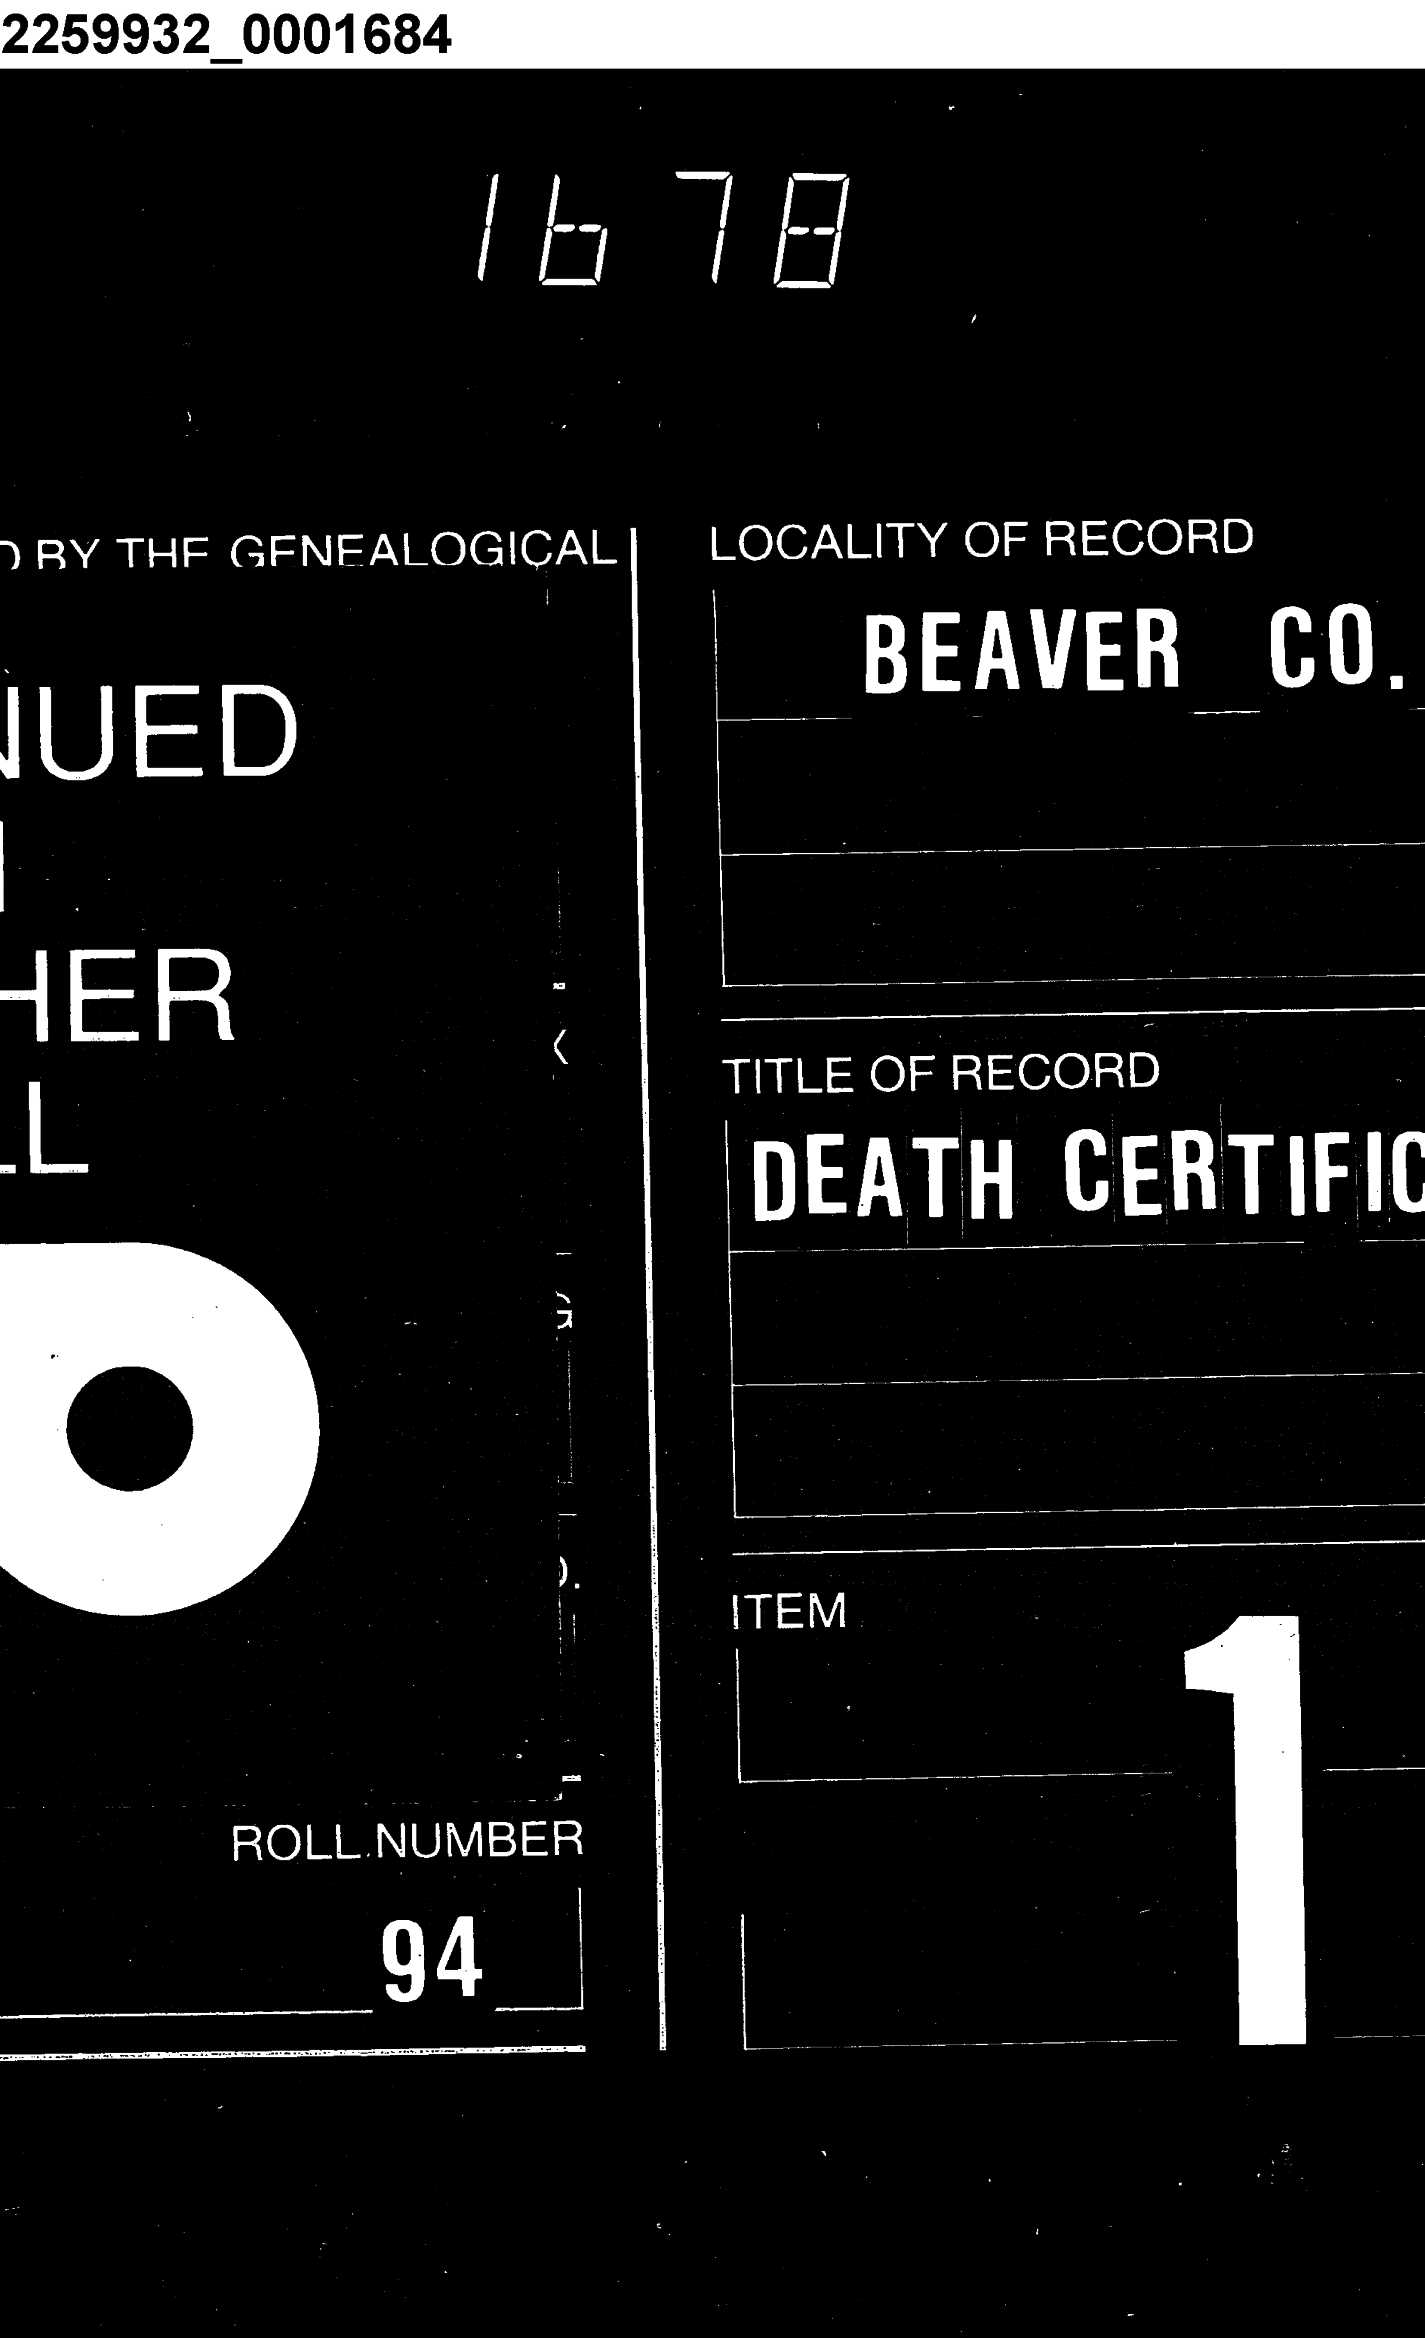 2259932_0001684
1678
D BY THE GENEALOGICAL
NUED
HER
LL
ROLL NUMBER
94
LOCALITY OF RECORD
BEAVER CO.
TITLE OF RECORD
DEATH CERTIFIC
ITEM
1